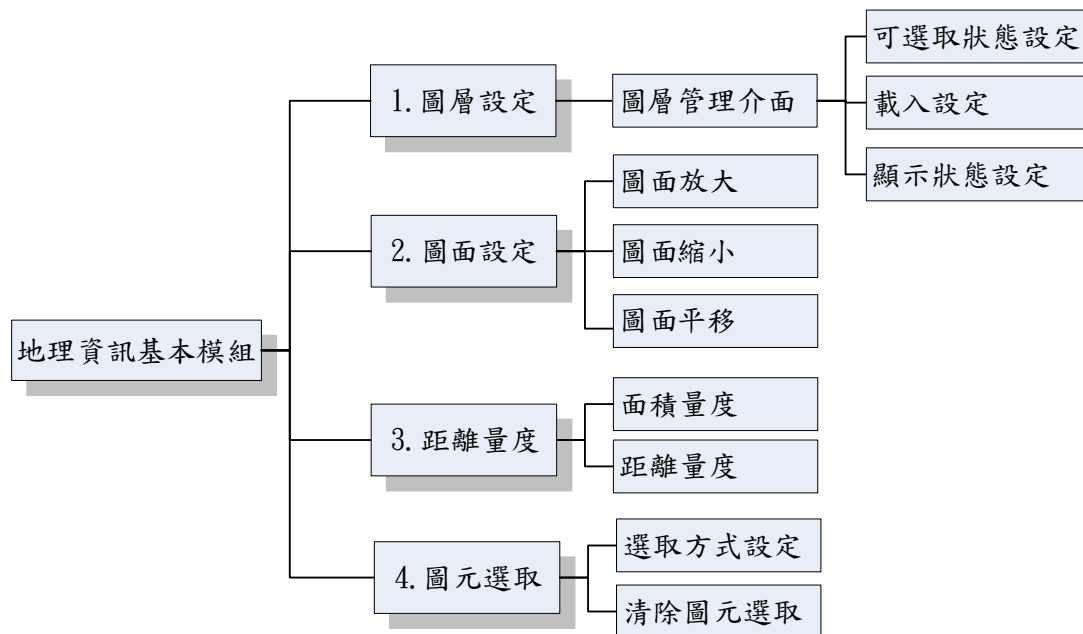 地理資訊基本模組
1.圖層設定
圖層管理介面
可選取狀態設定
載入設定
顯示狀態設定
2.圖面設定
圖面放大
圖面縮小
圖面平移
3.距離量度
面積量度
距離量度
4.圖元選取
選取方式設定
清除圖元選取